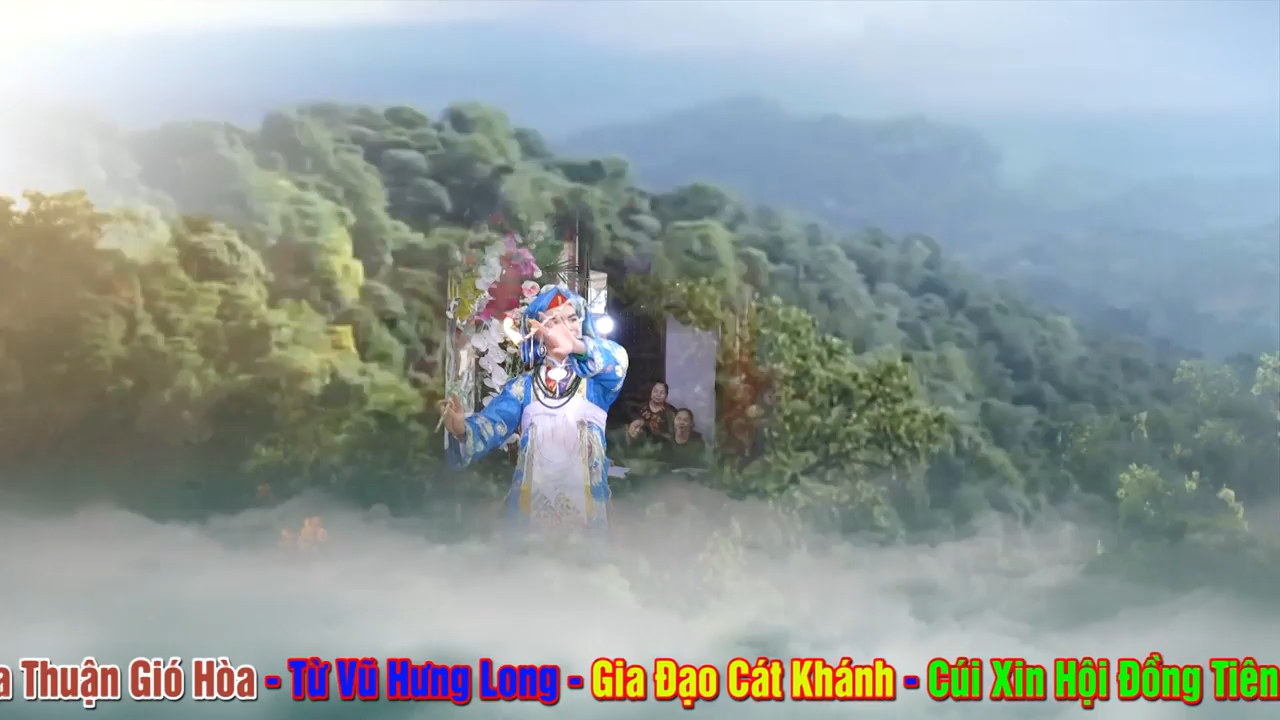 a Thuận Gió Hòa - Từ Vũ Hưng Long - Gia Đạo Cát Khánh - Cúi Xin Hội Đồng Tiên